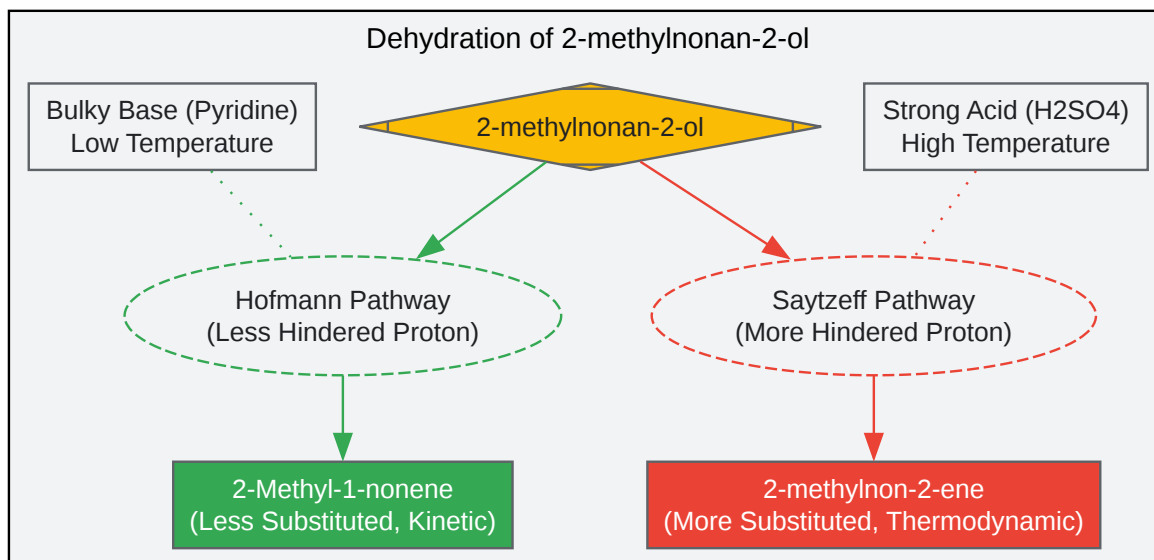 Dehydration of 2-methylnonan-2-ol
Bulky Base (Pyridine)
Low Temperature
2-methylnonan-2-ol
Strong Acid (H2SO4)
High Temperature
Hofmann Pathway
(Less Hindered Proton)
Saytzeff Pathway
(More Hindered Proton)
2-Methyl-1-nonene
(Less Substituted, Kinetic)
2-methylnon-2-ene
(More Substituted, Thermodynamic)